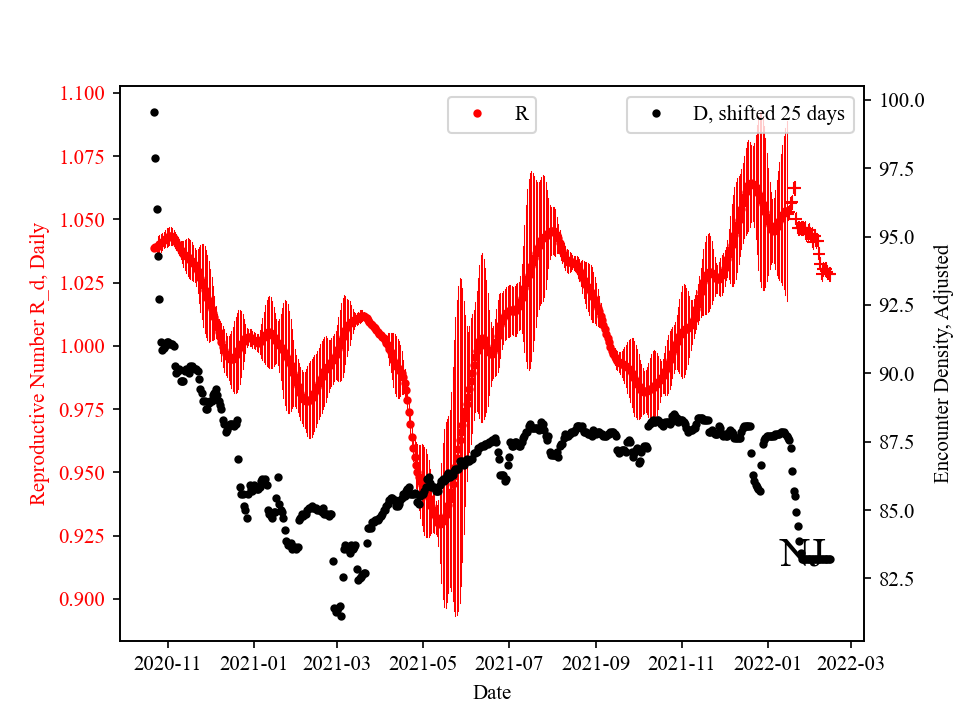 R
D, shifted 25 days
1.100
1.075
1.050
1.025
1.000
0.975
0.950
0.925
0.900
Reproductive Number R_d, Daily
100.0
97.5
95.0
92.5
90.0
87.5
85.0
82.5
Encounter Density, Adjusted
NJ
2020-11 2021-01 2021-03 2021-05 2021-07 2021-09 2021-11 2022-01 2022-03
Date